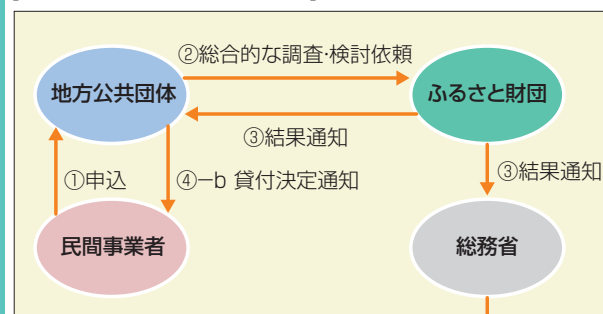 ②総合的な調査・検討依頼
地方公共団体
ふるさと財団
③結果通知
①申込
④−b 貸付決定通知
③結果通知
民間事業者
総務省